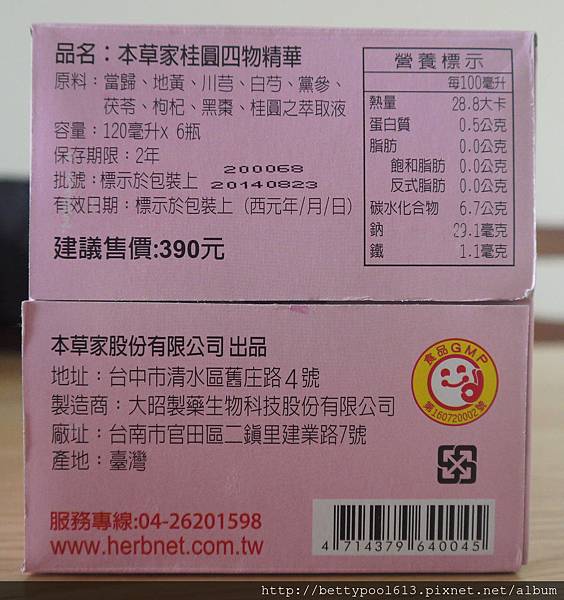 品名：本草家桂圓四物精華
原料：當歸、地黃、川芎、白芍、黨參、
茯苓、枸杞、黑棗、桂圓之萃取液
容量：120毫升x 6瓶
保存期限：2年
200068
批號：標示於包裝上 20140823
有效日期：標示於包裝上（西元年/月/日）
建議售價:390元
營養標示
每100毫升
熱量 28.8大卡
蛋白質 0.5公克
脂肪 0.0公克
飽和脂肪 0.0公克
反式脂肪 0.0公克
碳水化合物 6.7公克
鈉 29.1毫克
鐵 1.1毫克
本草家股份有限公司 出品
地址：台中市清水區舊庄路4號
製造商：大昭製藥生物科技股份有限公司
廠址：台南市官田區二鎮里建業路7號
產地：臺灣
食品GMP
第160720002號
服務專線:04-26201598
www.herbnet.com.tw
4 714379 640045
http://bettypool613.pixnet.net/album